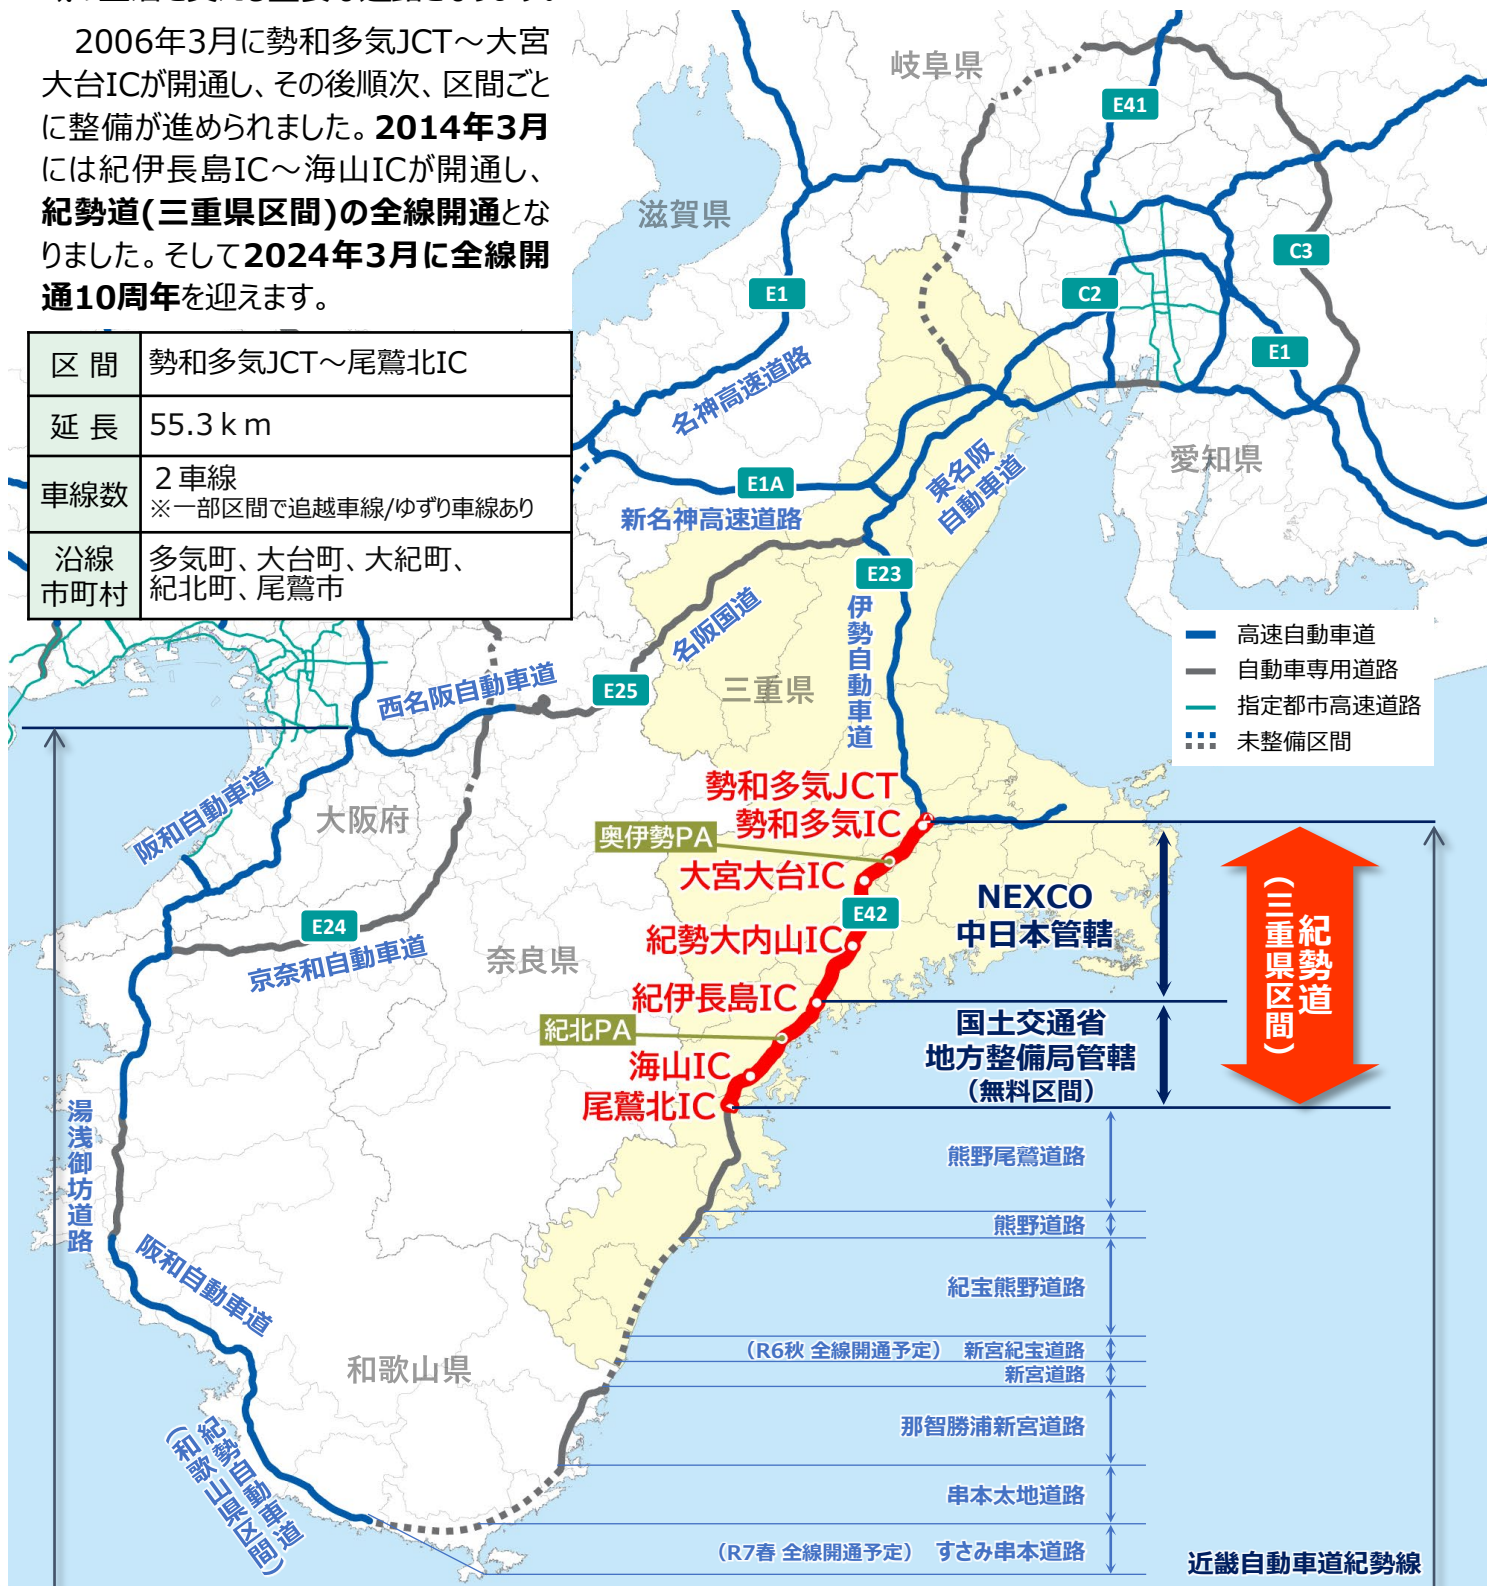 2006年3月に勢和多気JCT～大宮
大台ICが開通し、その後順次、区間ごと
に整備が進められました。2014年3月
には紀伊長島IC～海山ICが開通し、
紀勢道(三重県区間)の全線開通とな
りました。そして2024年3月に全線開
通10周年を迎えます。
区 間 勢和多気JCT～尾鷲北IC
延 長 55.3ｋｍ
車線数 ２車線
※一部区間で追越車線/ゆずり車線あり
沿線
市町村
多気町、大台町、大紀町、
紀北町、尾鷲市
岐阜県
E41
滋賀県
C3
E1
C2
E1
名神高速道路
愛知県
E1A
東名阪
自動車道
新名神高速道路
E23
伊勢自動車道
名阪国道
高速自動車道
自動車専用道路
指定都市高速道路
未整備区間
三重県
E25
西名阪自動車道
勢和多気JCT
勢和多気IC
阪和自動車道
大阪府
奥伊勢PA
大宮大台IC
E42
NEXCO
中日本管轄
紀勢道
(三重県区間)
E24
京奈和自動車道
奈良県
紀勢大内山IC
紀伊長島IC
紀北PA
国土交通省
地方整備局管轄
(無料区間)
海山IC
尾鷲北IC
湯浅御坊道路
熊野尾鷲道路
熊野道路
阪和自動車道
紀宝熊野道路
和歌山県
(R6秋 全線開通予定) 新宮紀宝道路
新宮道路
那智勝浦新宮道路
紀勢自動車道
(和歌山県区間)
串本太地道路
(R7春 全線開通予定) すさみ串本道路
近畿自動車道紀勢線